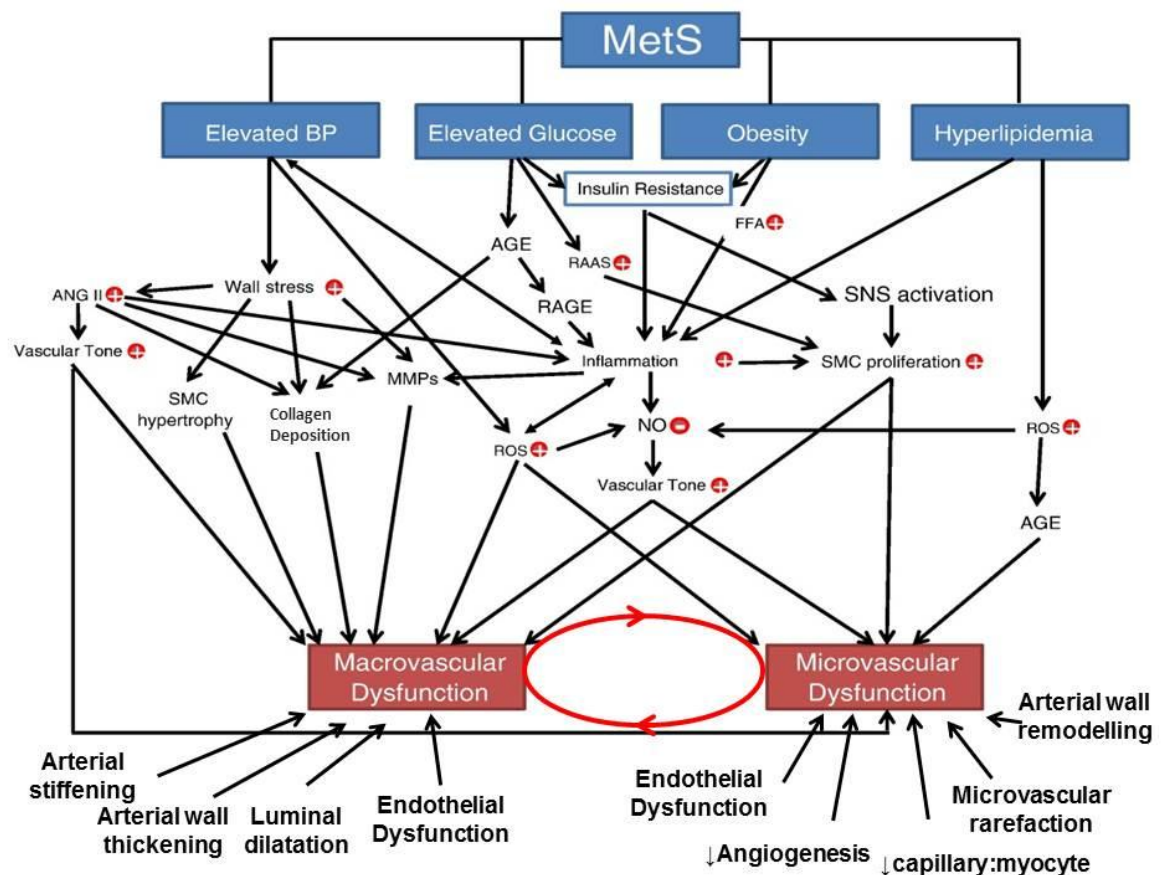 MetS
Elevated BP
Elevated Glucose
Obesity
Hyperlipidemia
Insulin Resistance
FFA +
AGE
RAAS +
ANG II +
Wall stress +
RAGE
SNS activation
Vascular Tone +
Inflammation +
SMC proliferation +
MMPs
SMC
hypertrophy
Collagen
Deposition
ROS +
NO -
ROS +
Vascular Tone +
AGE
Macrovascular
Dysfunction
Microvascular
Dysfunction
Arterial
stiffening
Arterial wall
thickening
Luminal
dilatation
Endothelial
Dysfunction
Endothelial
Dysfunction
↓Angiogenesis
↓capillary:myocyte
Microvascular
rarefaction
Arterial wall
remodelling